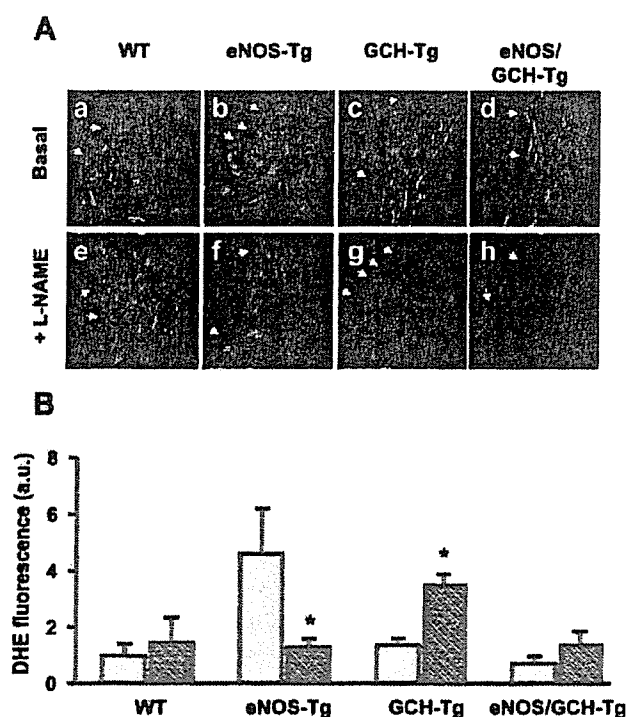 A
WT eNOS-Tg GCH-Tg eNOS/
GCH-Tg
Basal
a b c d
+ L-NAME
e f g h
B
DHE fluorescence (a.u.)
8
6
4
2
0
*
*
WT eNOS-Tg GCH-Tg eNOS/GCH-Tg